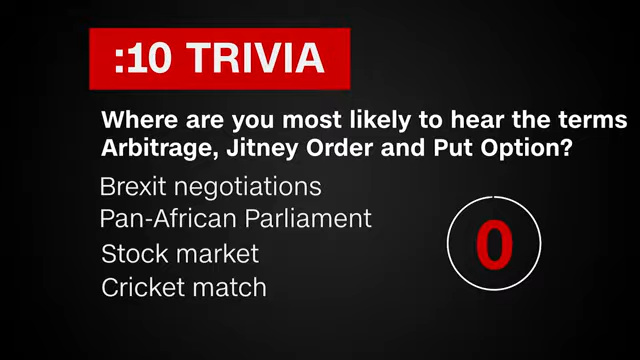 :10 TRIVIA
Where are you most likely to hear the terms
Arbitrage, Jitney Order and Put Option?
Brexit negotiations
Pan-African Parliament
Stock market
Cricket match
0